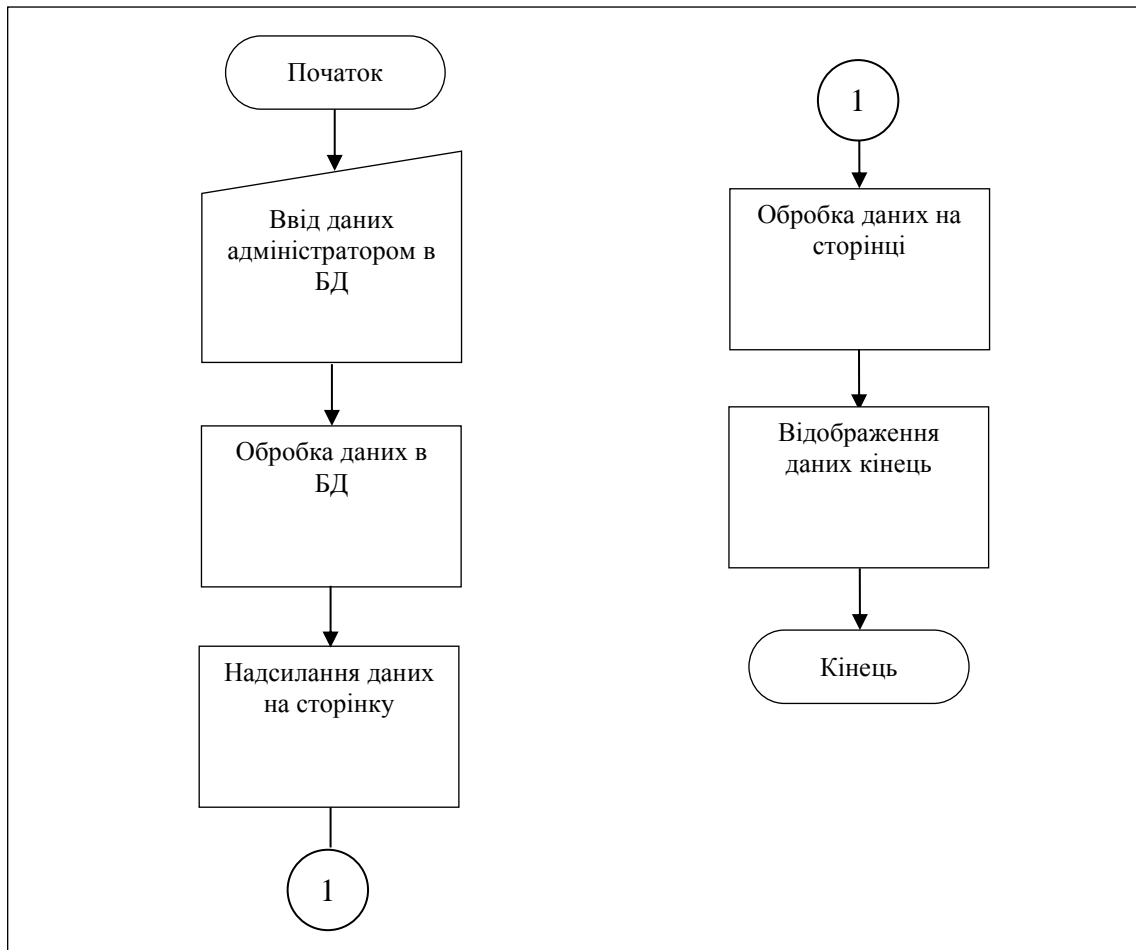 Початок
Ввід даних
адміністратором в
БД
Обробка даних в
БД
Надсилання даних
на сторінку
1
1
Обробка даних на
сторінці
Відображення
даних кінець
Кінець